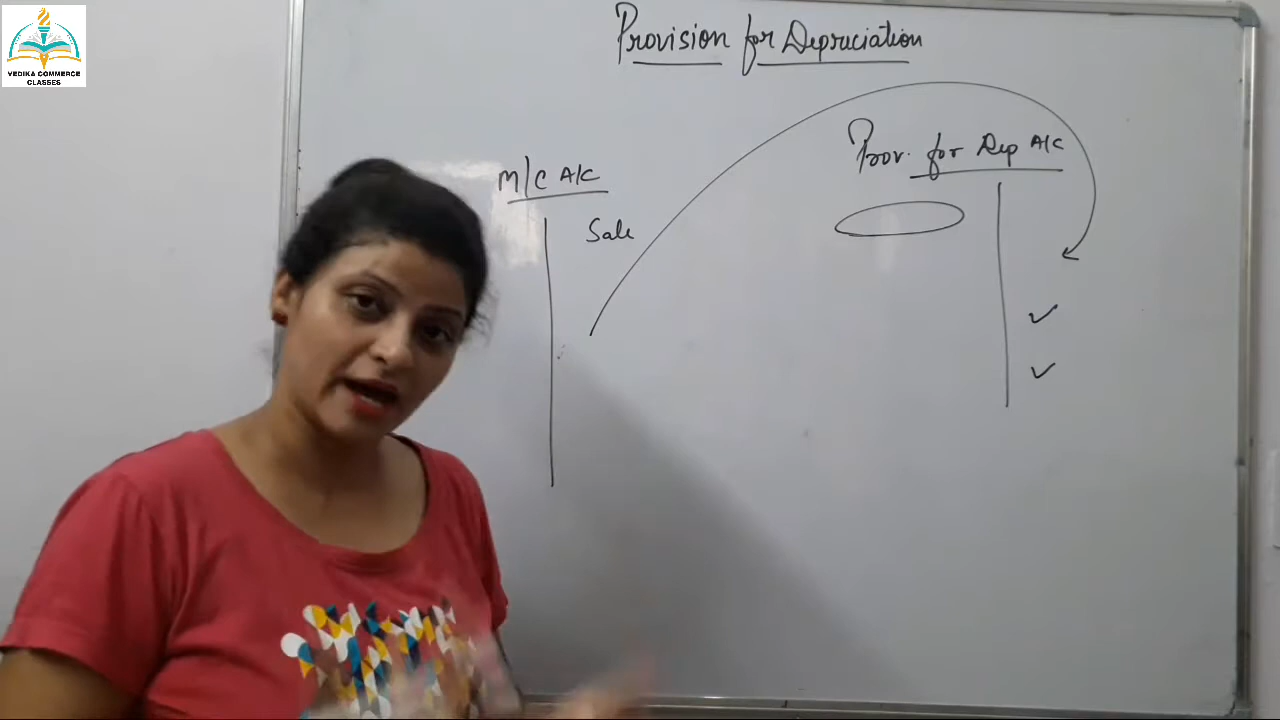 VEDIKA COMMERCE
CLASSES
Provision for Depreciation
Prov. for Dep A/C
M/C A/C
Sale